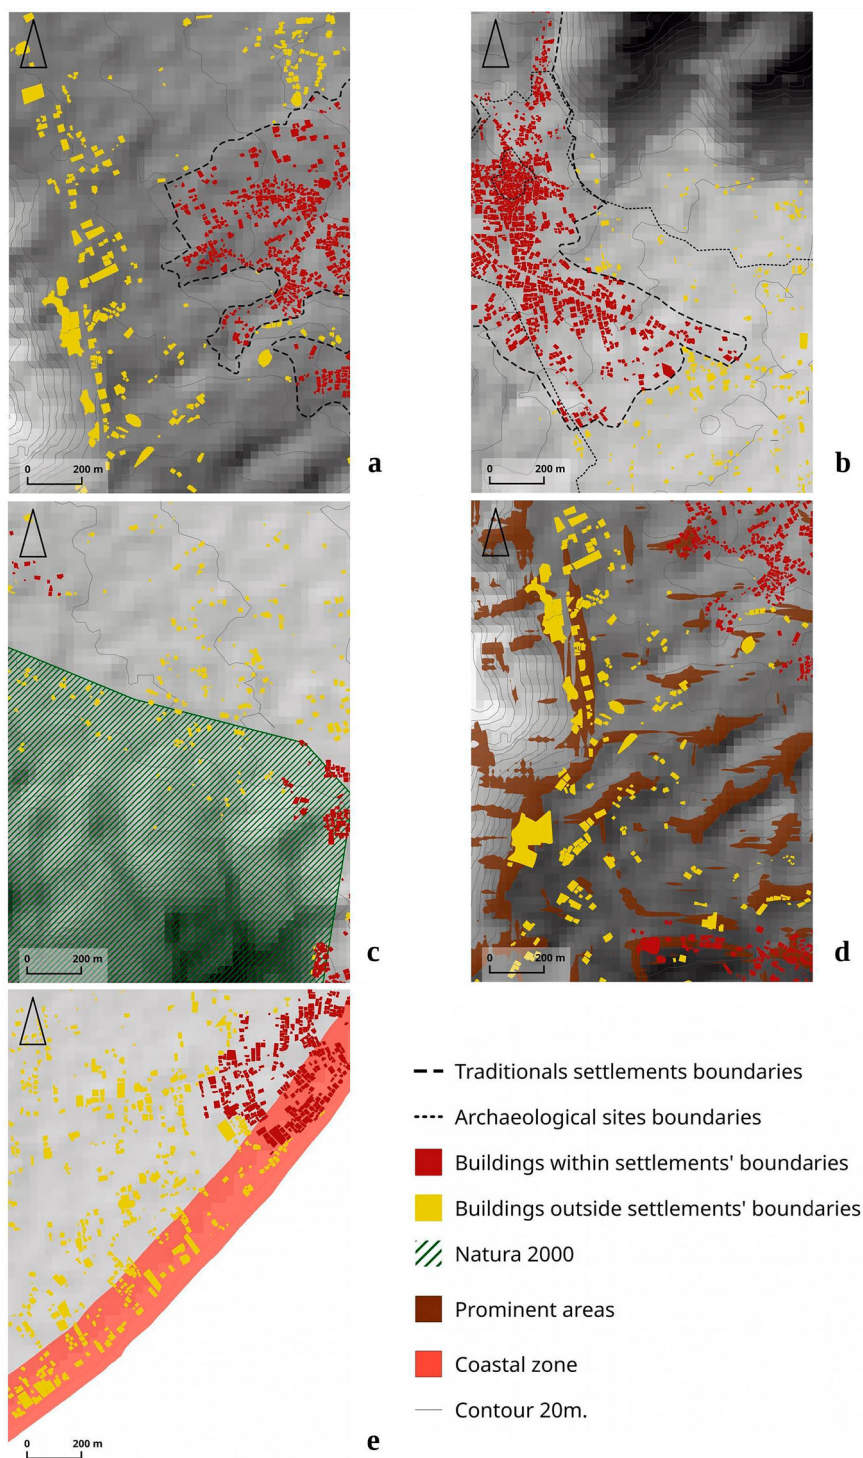 0 200 m
a
0 200 m
b
0 200 m
c
0 200 m
d
0 200 m
e
Traditionals settlements boundaries
Archaeological sites boundaries
Buildings within settlements' boundaries
Buildings outside settlements' boundaries
Natura 2000
Prominent areas
Coastal zone
Contour 20m.